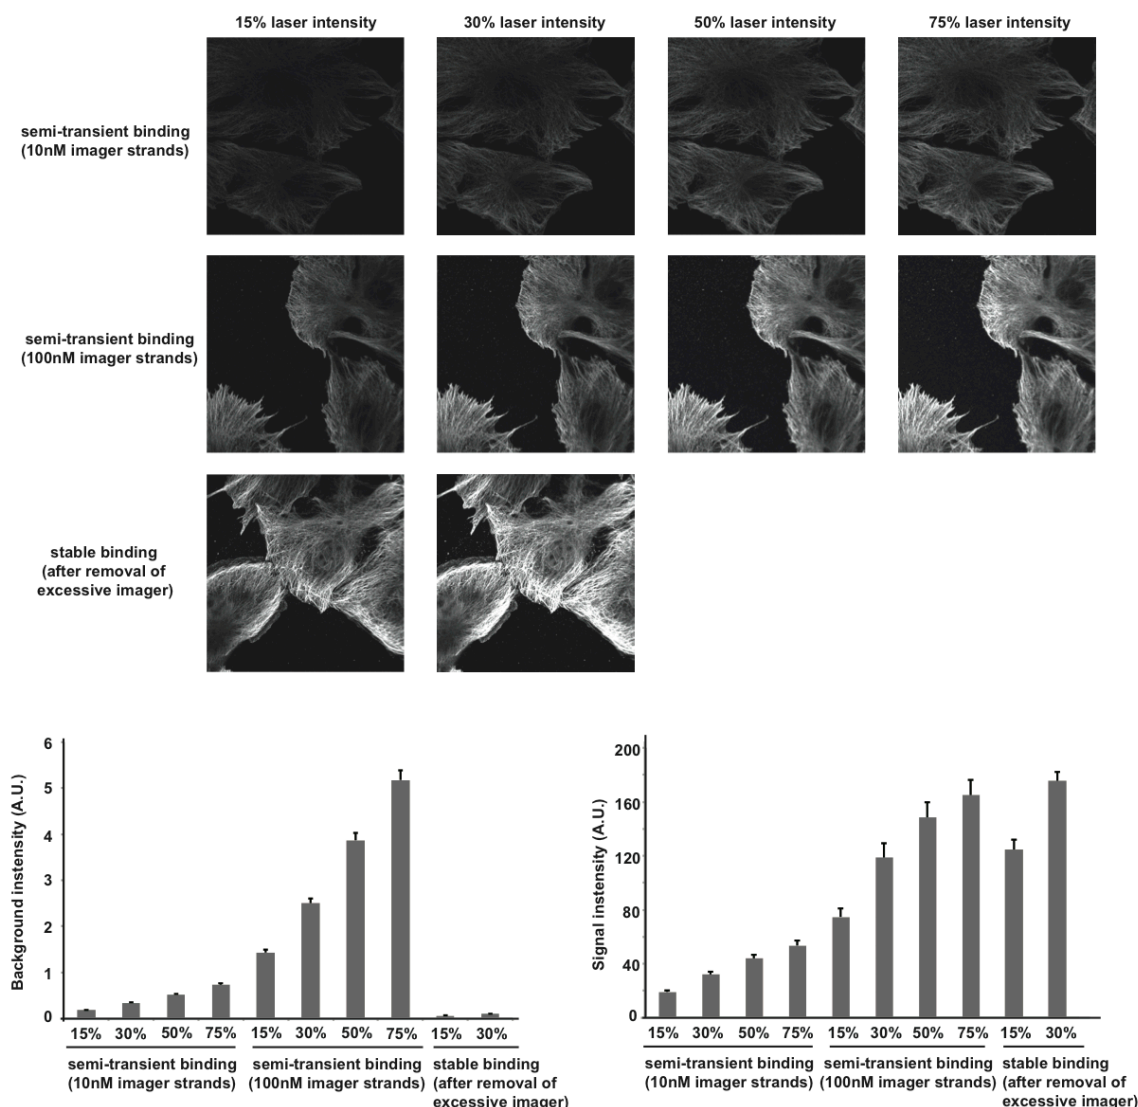 15% laser intensity
30% laser intensity
50% laser intensity
75% laser intensity
semi-transient binding
(10nM imager strands)
semi-transient binding
(100nM imager strands)
stable binding
(after removal of
excessive imager)
Background instensity (A.U.)
6
5
4
3
2
1
0
15% 30% 50% 75% 15% 30% 50% 75% 15% 30%
semi-transient binding
(10nM imager strands)
semi-transient binding
(100nM imager strands)
stable binding
(after removal of
excessive imager)
Signal instensity (A.U.)
200
160
120
80
40
0
15% 30% 50% 75% 15% 30% 50% 75% 15% 30%
semi-transient binding
(10nM imager strands)
semi-transient binding
(100nM imager strands)
stable binding
(after removal of
excessive imager)